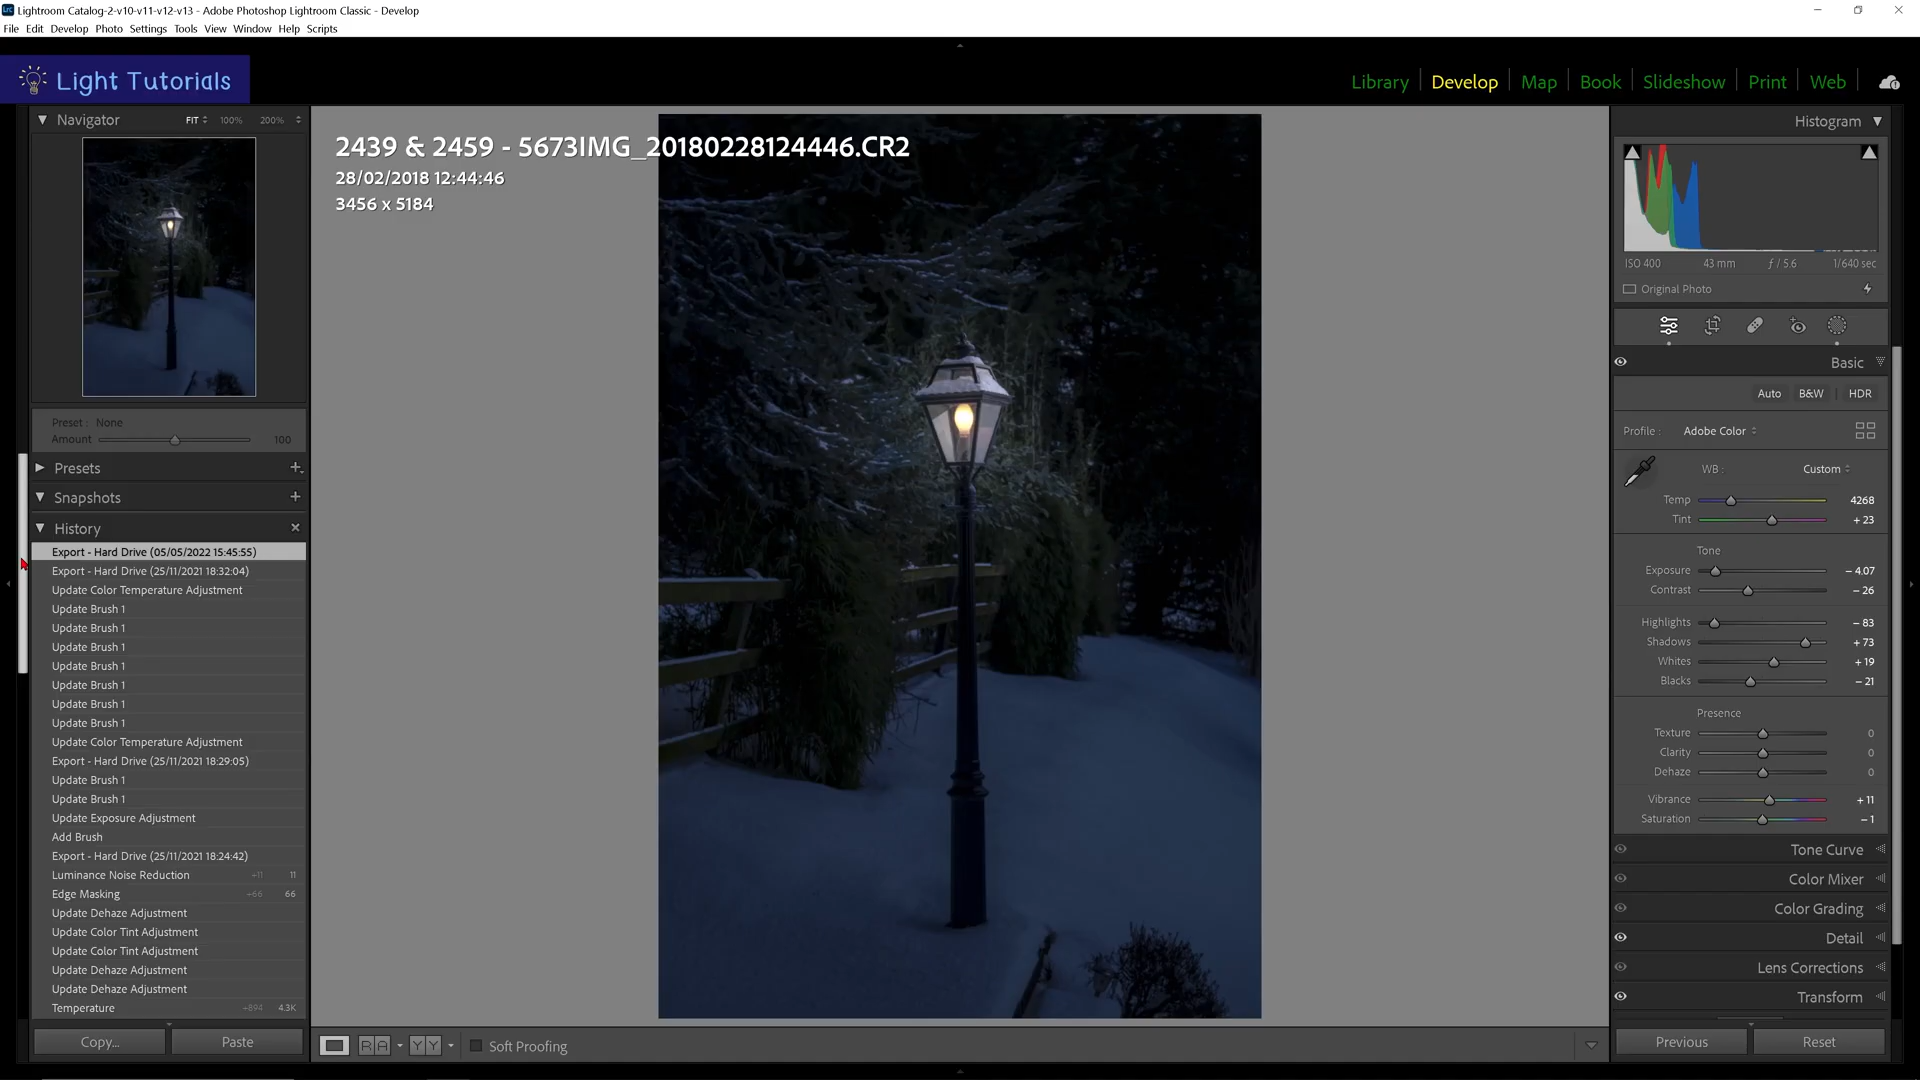 Lightroom Catalog-2-v10-v11-v12-v13 - Adobe Photoshop Lightroom Classic - Develop
File Edit Develop Photo Settings Tools View Window Help Scripts
Light Tutorials
Library Develop Map Book Slideshow Print Web
Navigator FIT 100% 200%
Preset : None
Amount 100
Presets
Snapshots
History
Export - Hard Drive (05/05/2022 15:45:55)
Export - Hard Drive (25/11/2021 18:32:04)
Update Color Temperature Adjustment
Update Brush 1
Update Brush 1
Update Brush 1
Update Brush 1
Update Brush 1
Update Brush 1
Update Brush 1
Update Color Temperature Adjustment
Export - Hard Drive (25/11/2021 18:29:05)
Update Brush 1
Update Brush 1
Update Exposure Adjustment
Add Brush
Export - Hard Drive (25/11/2021 18:24:42)
Luminance Noise Reduction +11 11
Edge Masking +66 66
Update Dehaze Adjustment
Update Color Tint Adjustment
Update Color Tint Adjustment
Update Dehaze Adjustment
Update Dehaze Adjustment
Temperature +894 4.3K
Copy... Paste
2439 & 2459 - 5673IMG_20180228124446.CR2
28/02/2018 12:44:46
3456 x 5184
RA YY Soft Proofing
Histogram
ISO 400 43 mm ƒ / 5.6 1/640 sec
Original Photo
Basic
Auto B&W HDR
Profile : Adobe Color
WB : Custom
Temp 4268
Tint + 23
Tone
Exposure - 4.07
Contrast - 26
Highlights - 83
Shadows + 73
Whites + 19
Blacks - 21
Presence
Texture 0
Clarity 0
Dehaze 0
Vibrance + 11
Saturation - 1
Tone Curve
Color Mixer
Color Grading
Detail
Lens Corrections
Transform
Previous Reset